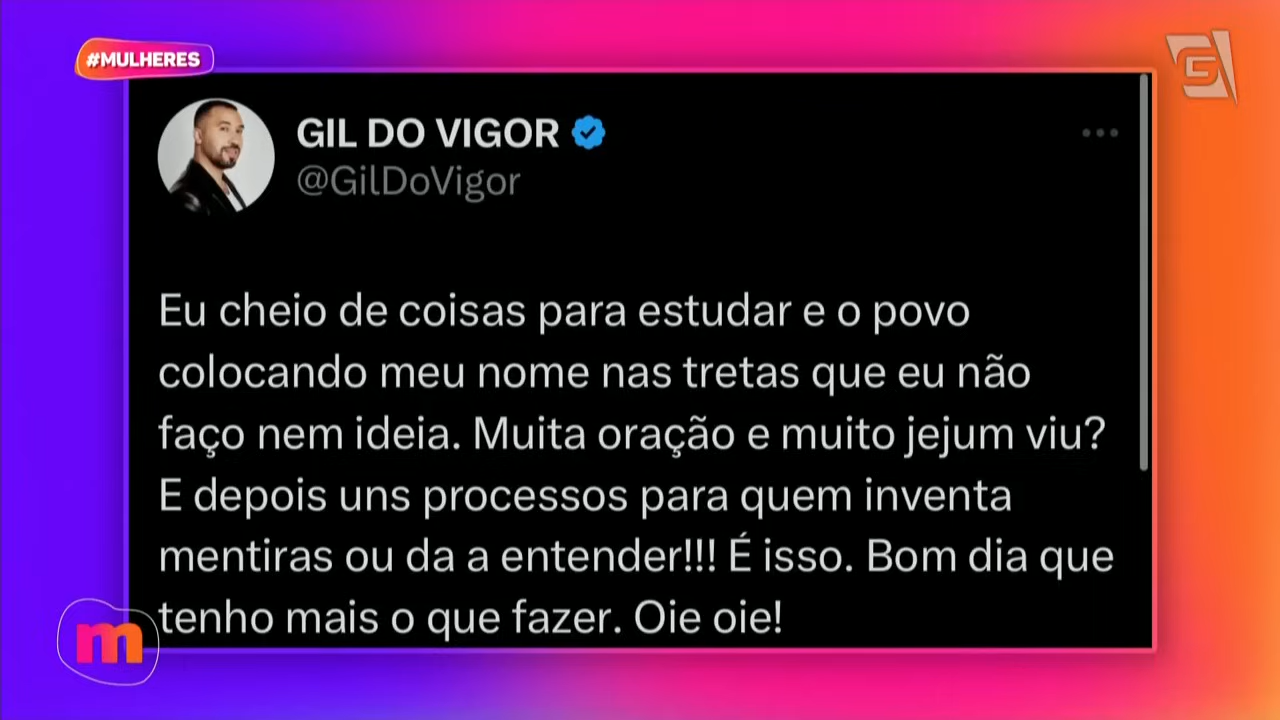 #MULHERES
G
GIL DO VIGOR
@GilDoVigor
Eu cheio de coisas para estudar e o povo
colocando meu nome nas tretas que eu não
faço nem ideia. Muita oração e muito jejum viu?
E depois uns processos para quem inventa
mentiras ou da a entender!!! É isso. Bom dia que
tenho mais o que fazer. Oie oie!
m